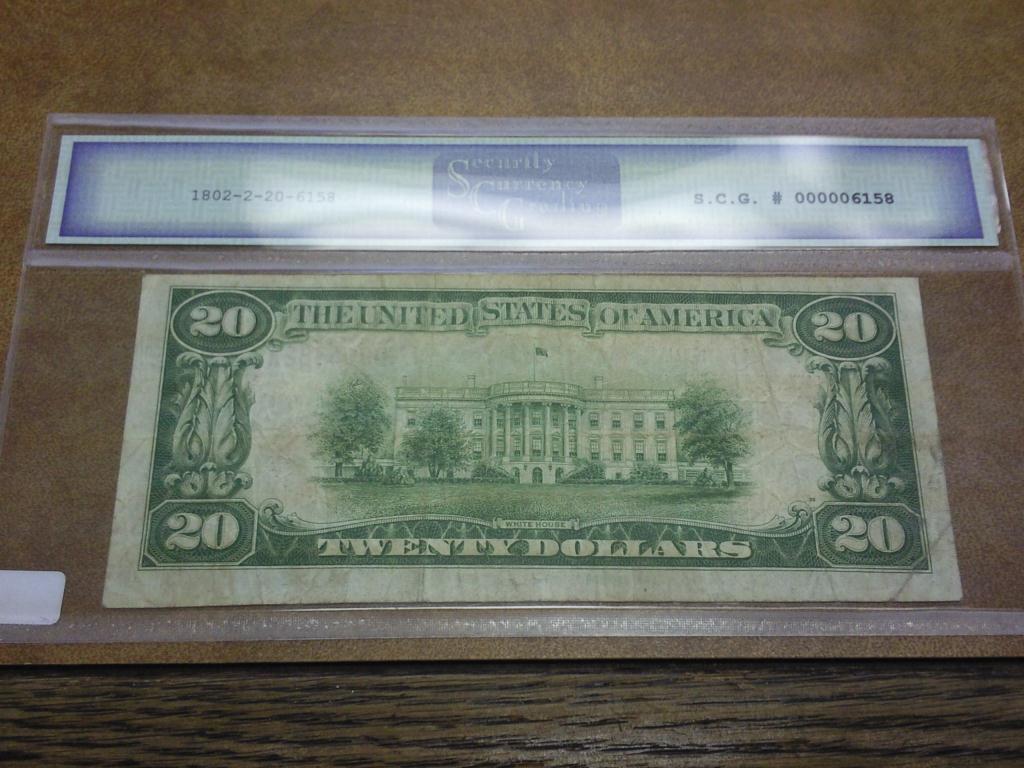 1802-2-20-6158
Security
Currency
Grading
S.C.G. # 000006158
20 THE UNITED STATES OF AMERICA 20
WHITE HOUSE
20 TWENTY DOLLARS 20